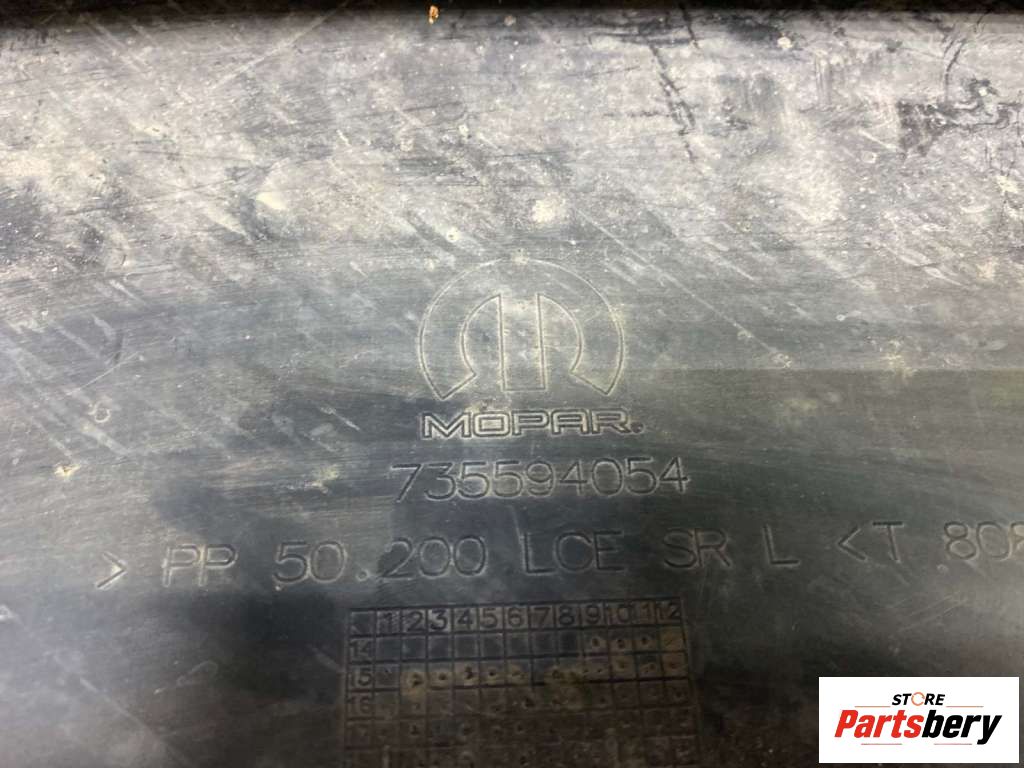 MOPAR®
735594054
> PP 50.200 LCE SR L < T 808
1 2 3 4 5 6 7 8 9 10 11 12
14
15
16
STORE
Partsbery